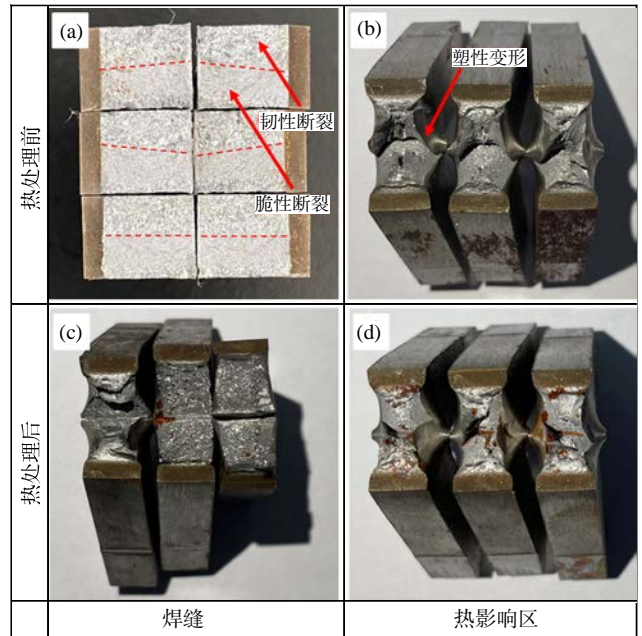 (a)
韧性断裂
脆性断裂
(b)
塑性变形
热处理前
(c)
(d)
热处理后
焊缝
热影响区